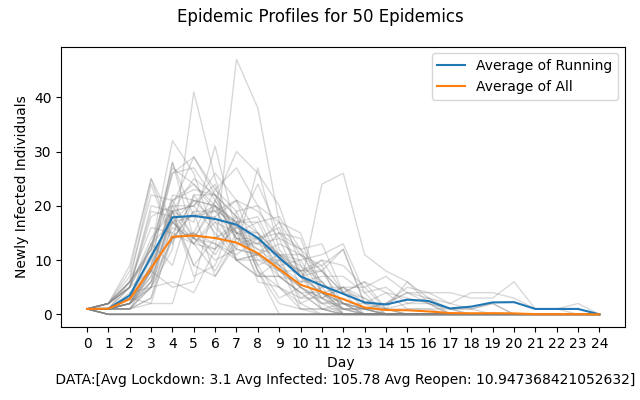 Epidemic Profiles for 50 Epidemics
Average of Running
Average of All
Newly Infected Individuals
40
30
20
10
0
0 1 2 3 4 5 6 7 8 9 10 11 12 13 14 15 16 17 18 19 20 21 22 23 24
Day
DATA:[Avg Lockdown: 3.1 Avg Infected: 105.78 Avg Reopen: 10.947368421052632]